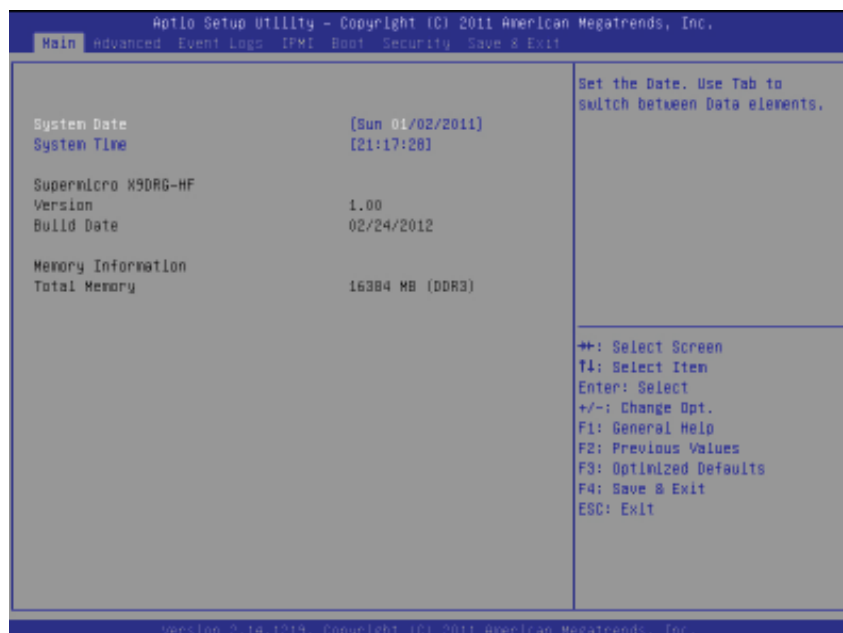 Aptio Setup Utility - Copyright (C) 2011 American Megatrends, Inc.
Main Advanced Event Logs IPMI Boot Security Save & Exit
Set the Date. Use Tab to
switch between Data elements.
System Date [Sun 01/02/2011]
System Time [21:17:28]
Supermicro X9DRG-HF
Version 1.00
Build Date 02/24/2012
Memory Information
Total Memory 16384 MB (DDR3)
→←: Select Screen
↑↓: Select Item
Enter: Select
+/-: Change Opt.
F1: General Help
F2: Previous Values
F3: Optimized Defaults
F4: Save & Exit
ESC: Exit
Version 2.14.1219. Copyright (C) 2011 American Megatrends, Inc.